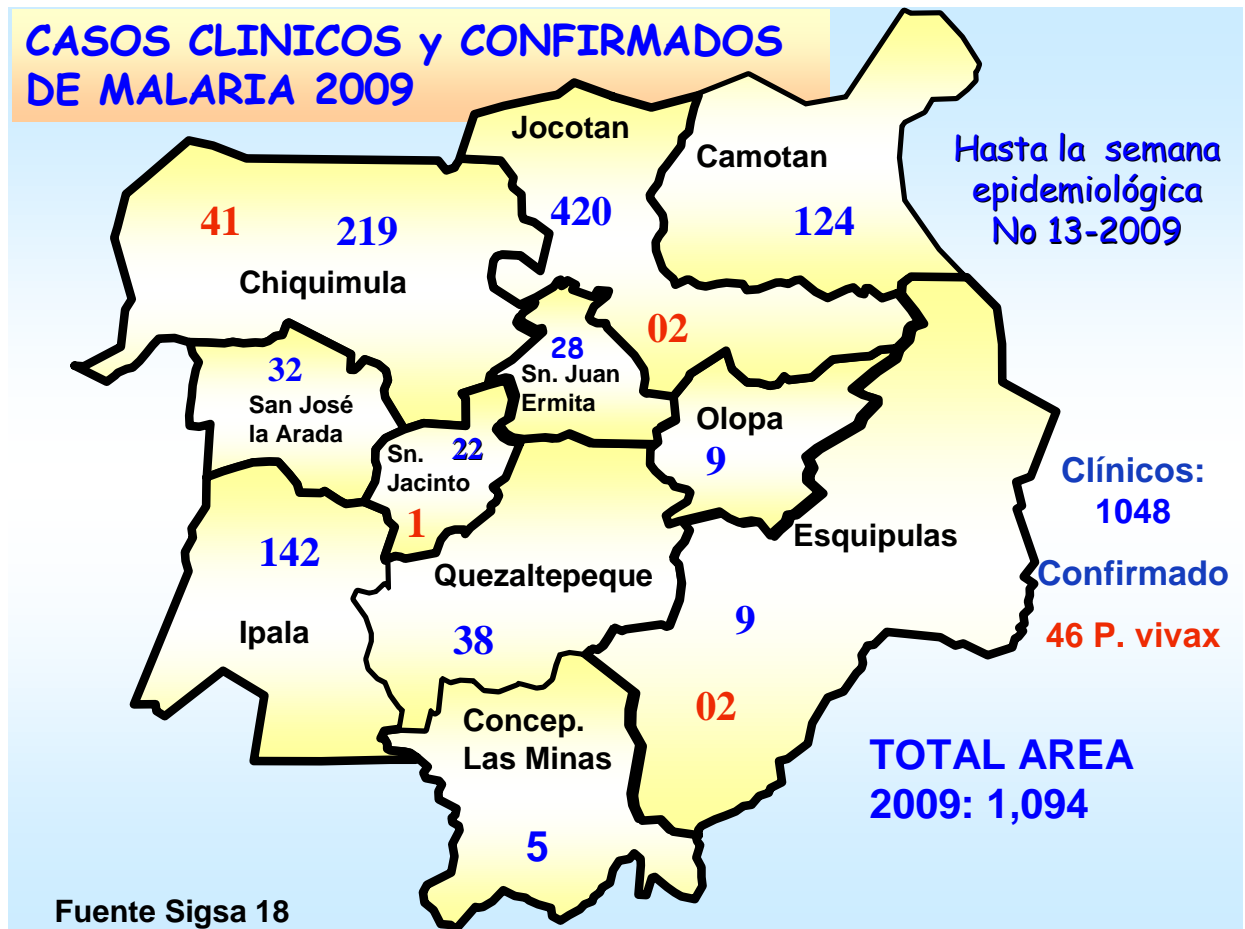 CASOS CLINICOS y CONFIRMADOS
DE MALARIA 2009
Hasta la semana
epidemiológica
No 13-2009
Jocotan
420
02
Camotan
124
41 219
Chiquimula
32
San José
la Arada
28
Sn. Juan
Ermita
Olopa
9
Sn. 22
Jacinto
1
142
Ipala
Quezaltepeque
38
Esquipulas
9
02
Concep.
Las Minas
5
Clínicos:
1048
Confirmado
46 P. vivax
TOTAL AREA
2009: 1,094
Fuente Sigsa 18